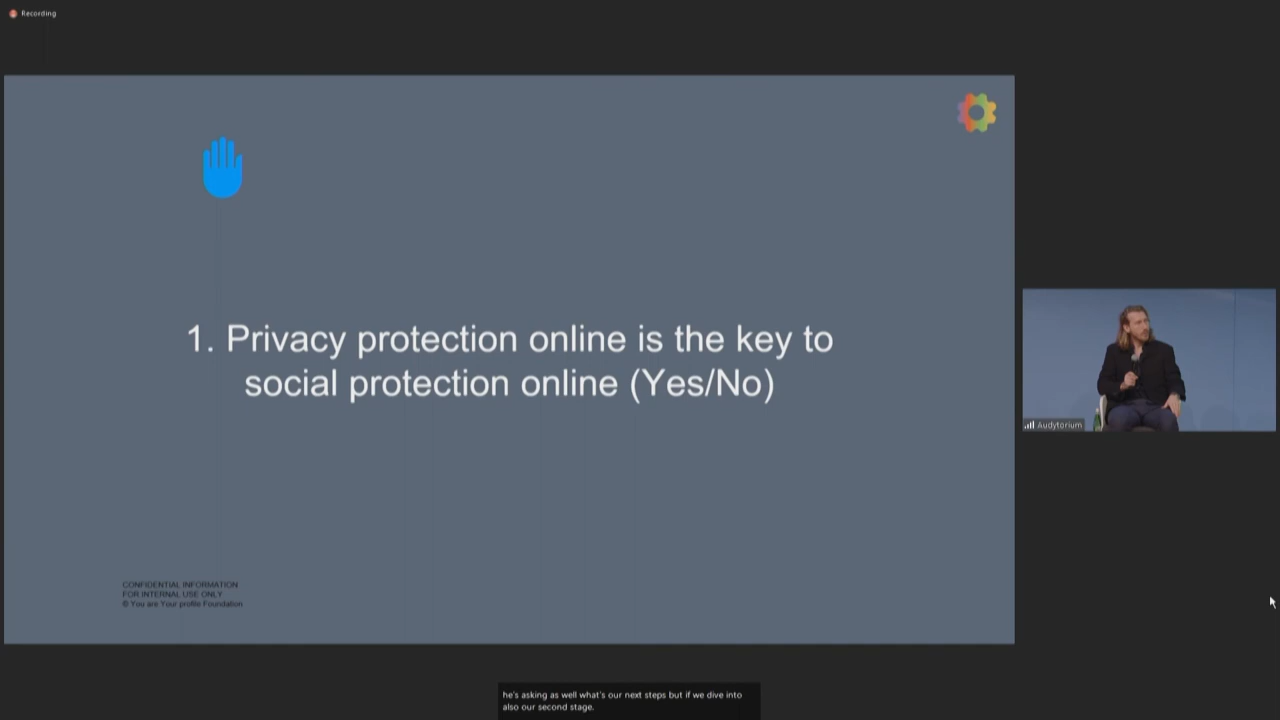 Recording
1. Privacy protection online is the key to
social protection online (Yes/No)
Audytorium
CONFIDENTIAL INFORMATION
FOR INTERNAL USE ONLY
© You are Your profile Foundation
he's asking as well what's our next steps but if we dive into
also our second stage.